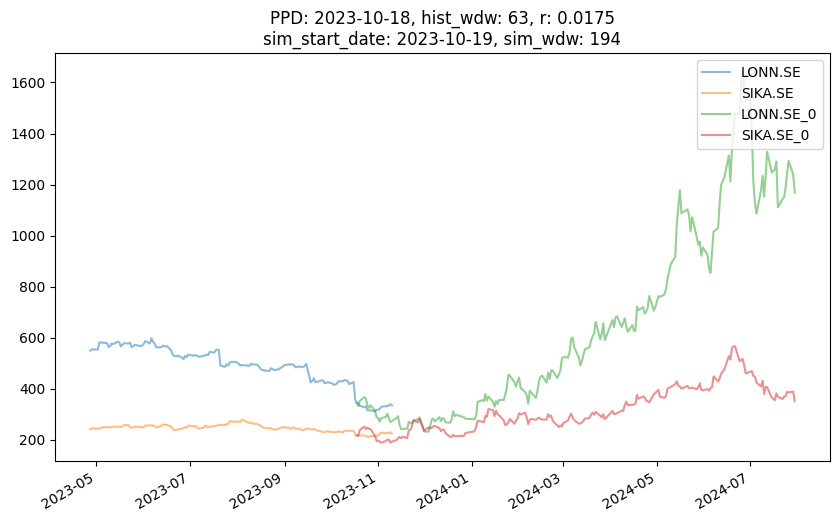 PPD: 2023-10-18, hist_wdw: 63, r: 0.0175
sim_start_date: 2023-10-19, sim_wdw: 194
LONN.SE
SIKA.SE
LONN.SE_0
SIKA.SE_0
1600
1400
1200
1000
800
600
400
200
2023-05
2023-07
2023-09
2023-11
2024-01
2024-03
2024-05
2024-07